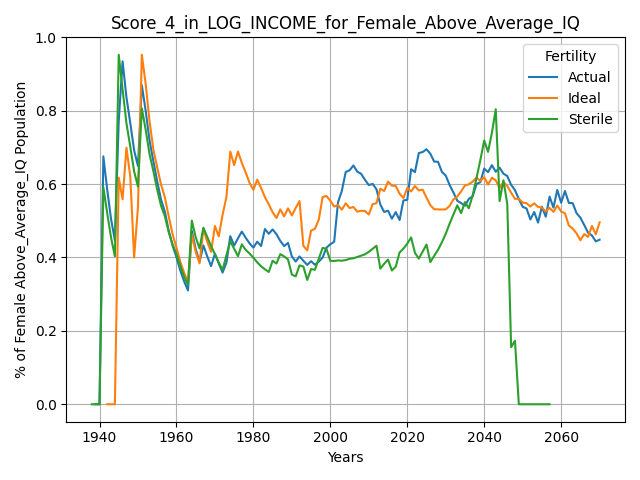 Score_4_in_LOG_INCOME_for_Female_Above_Average_IQ
Fertility
Actual
Ideal
Sterile
% of Female Above_Average_IQ Population
1.0
0.8
0.6
0.4
0.2
0.0
1940 1960 1980 2000 2020 2040 2060
Years